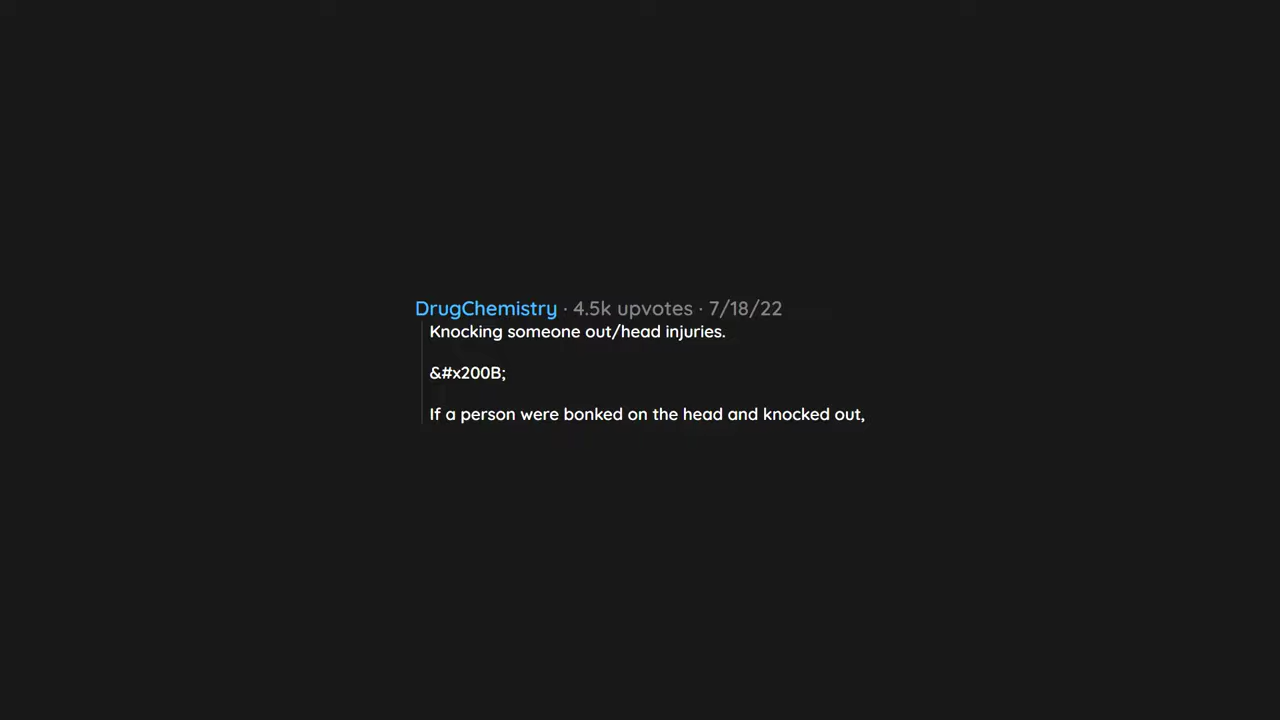 DrugChemistry · 4.5k upvotes · 7/18/22
Knocking someone out/head injuries.
&#x200B;
If a person were bonked on the head and knocked out,